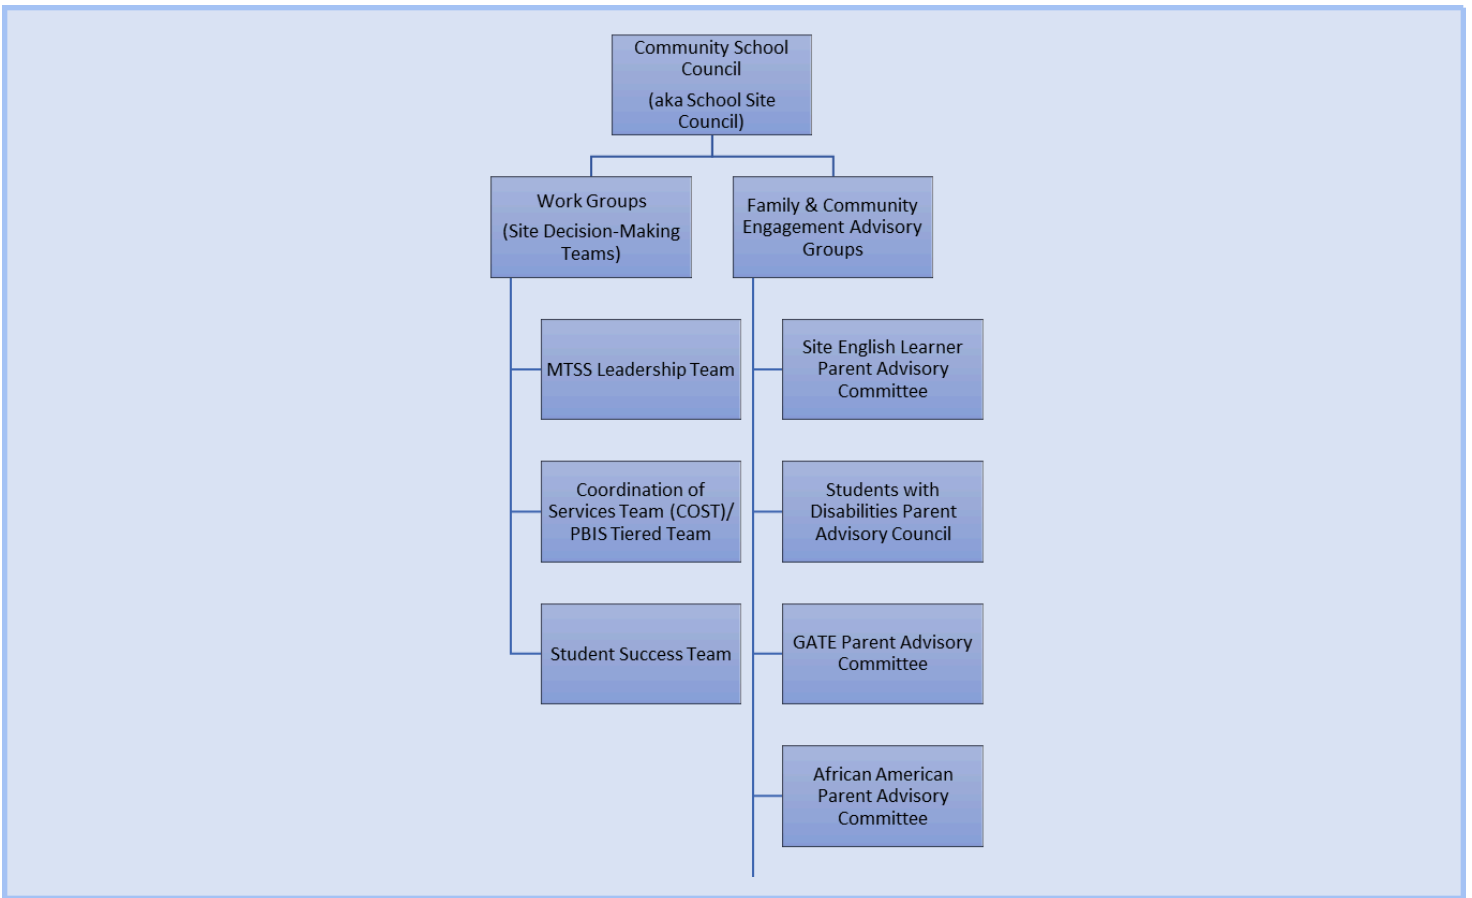 Community School
Council
(aka School Site
Council)
Work Groups
(Site Decision-Making
Teams)
Family & Community
Engagement Advisory
Groups
MTSS Leadership Team
Site English Learner
Parent Advisory
Committee
Coordination of
Services Team (COST)/
PBIS Tiered Team
Students with
Disabilities Parent
Advisory Council
Student Success Team
GATE Parent Advisory
Committee
African American
Parent Advisory
Committee